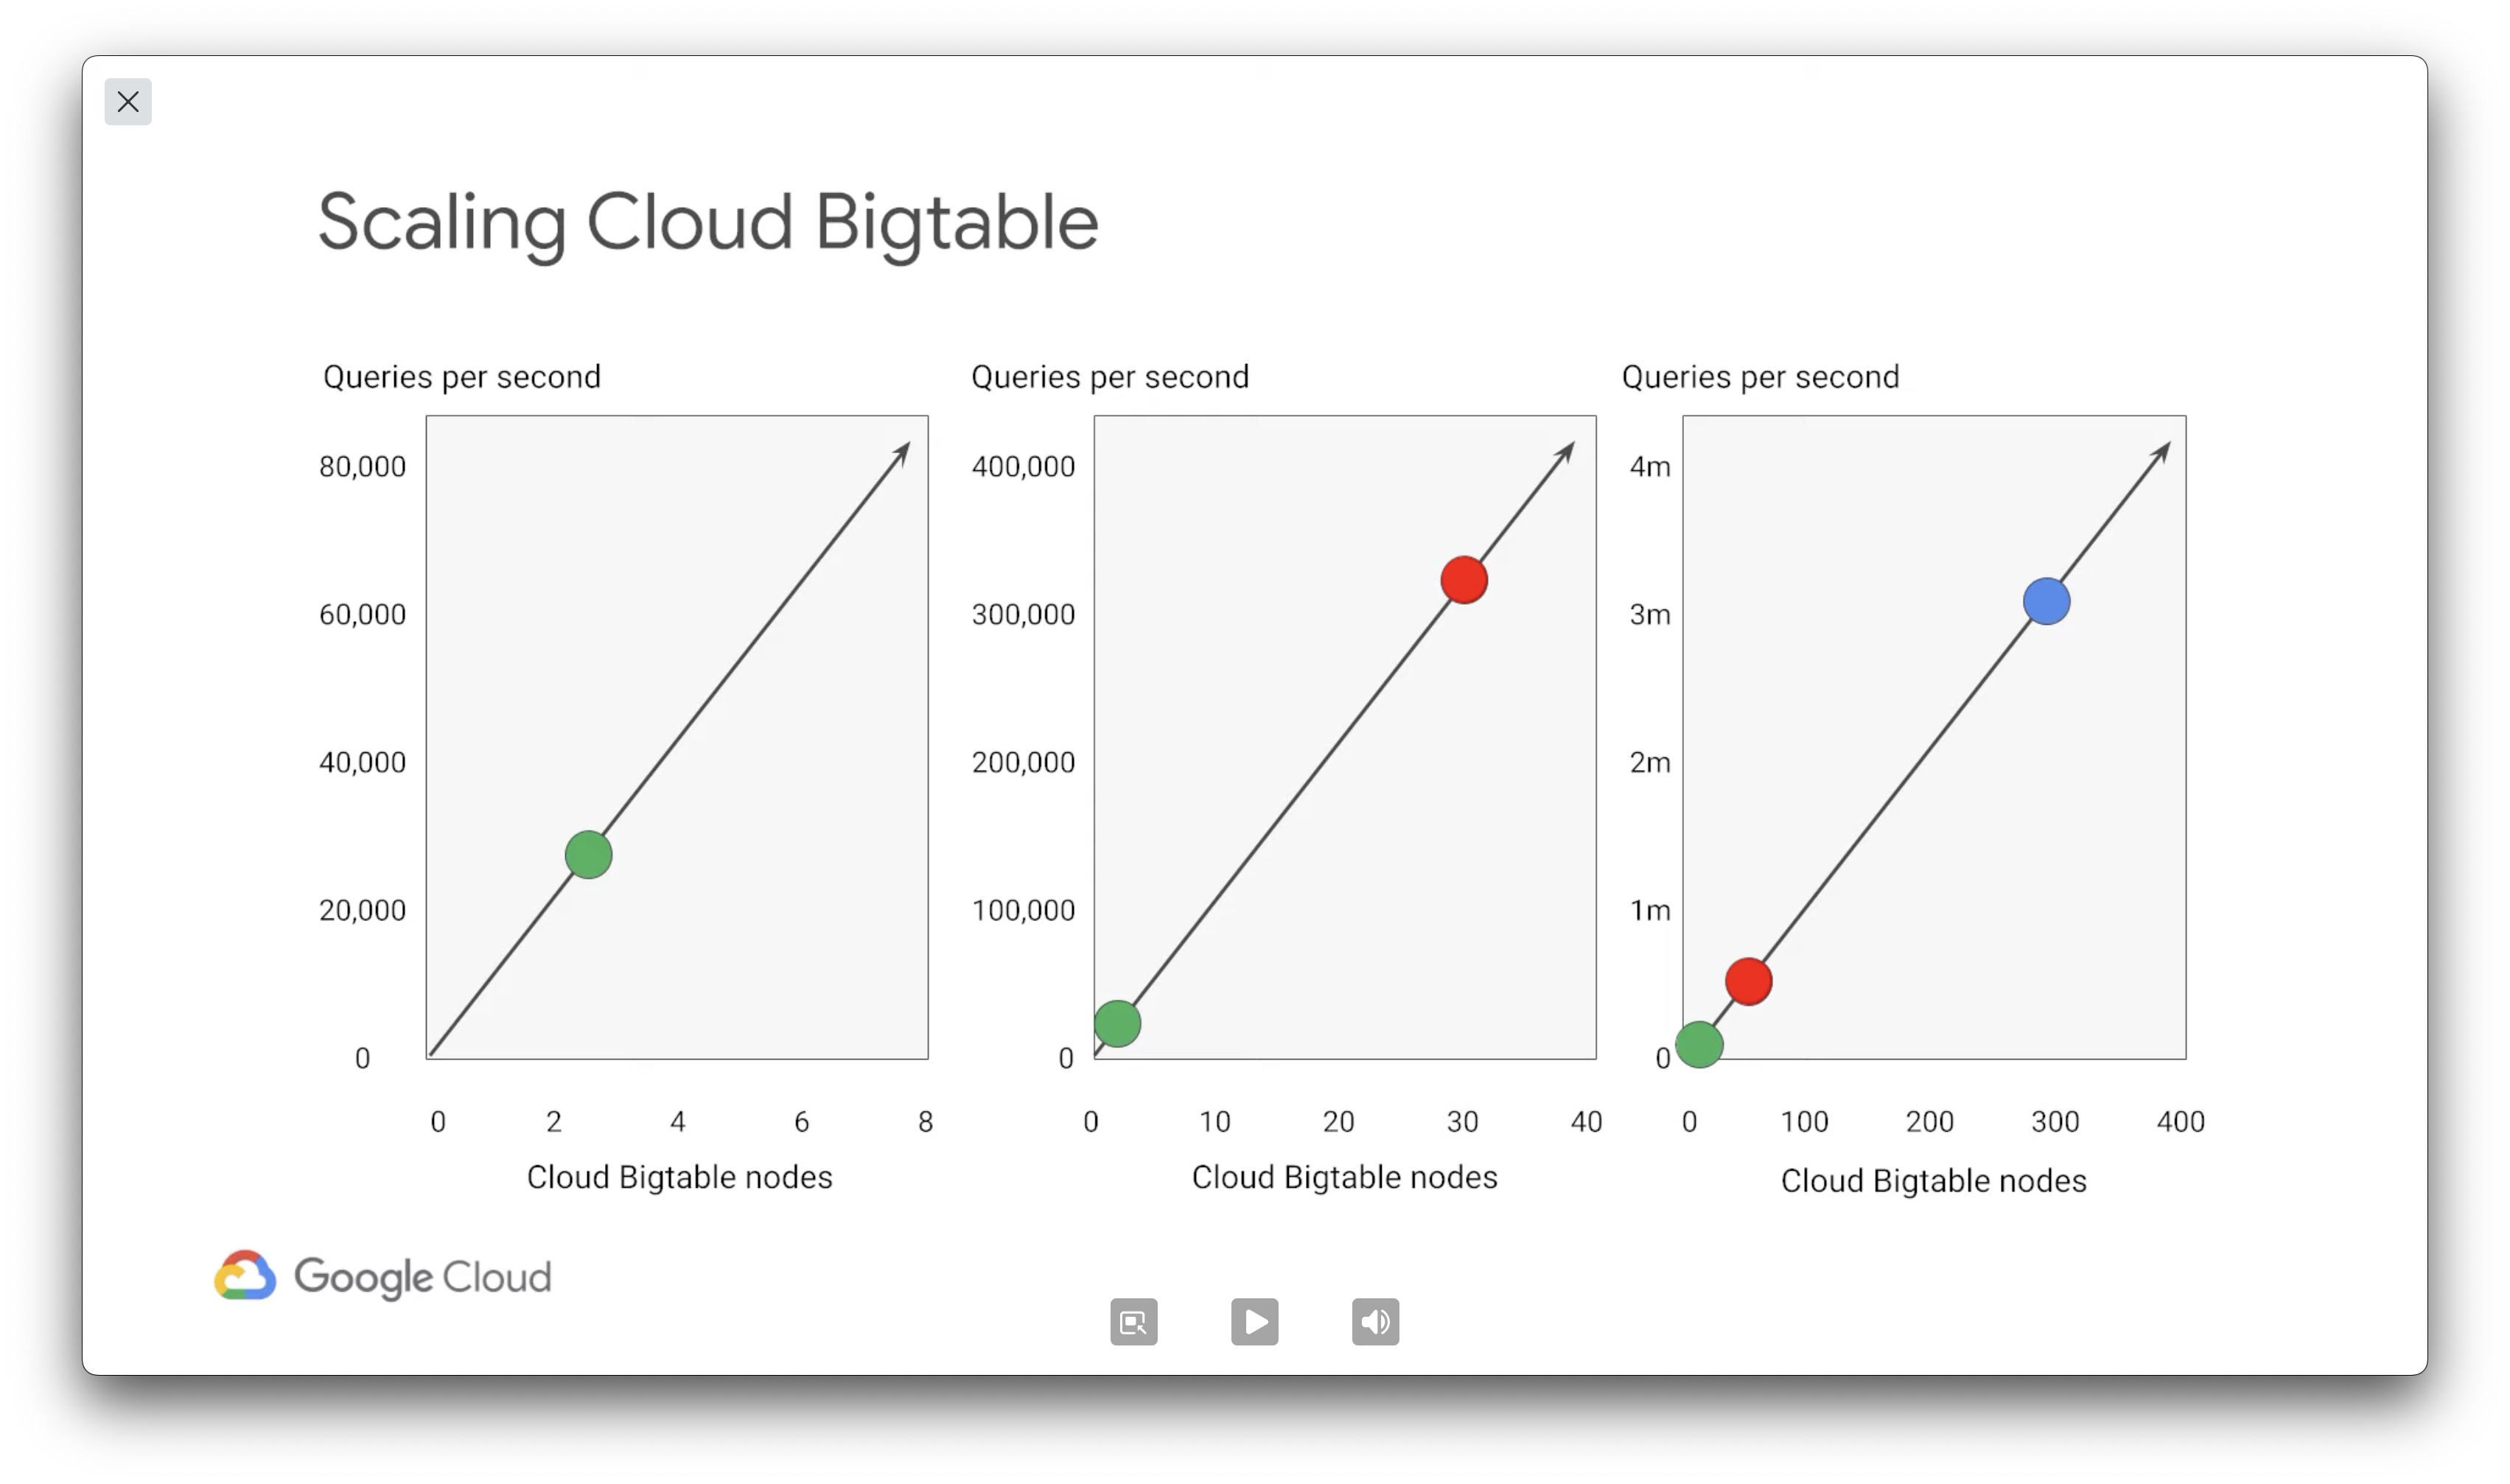 Scaling Cloud Bigtable
Queries per second
80,000
60,000
40,000
20,000
0
0 2 4 6 8
Cloud Bigtable nodes
Queries per second
400,000
300,000
200,000
100,000
0
0 10 20 30 40
Cloud Bigtable nodes
Queries per second
4m
3m
2m
1m
0
0 100 200 300 400
Cloud Bigtable nodes
Google Cloud